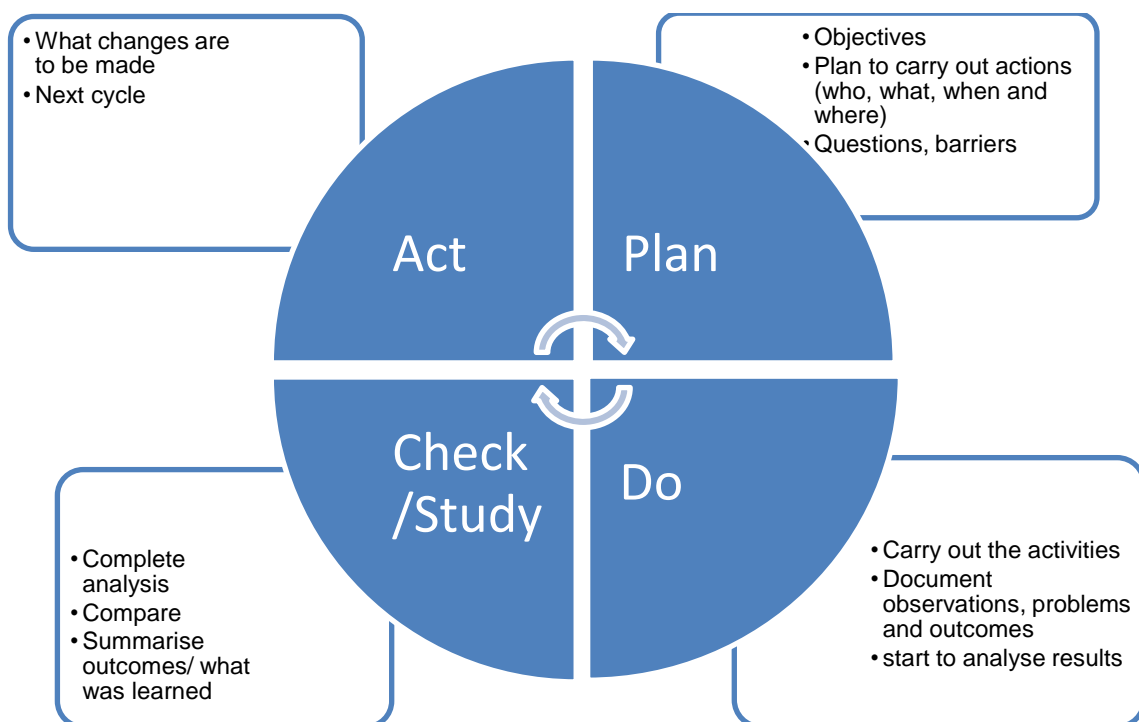 • What changes are
to be made
• Next cycle
• Objectives
• Plan to carry out actions
(who, what, when and
where)
• Questions, barriers
Act
Plan
Check
/Study
Do
• Complete
analysis
• Compare
• Summarise
outcomes/ what
was learned
• Carry out the activities
• Document
observations, problems
and outcomes
• start to analyse results